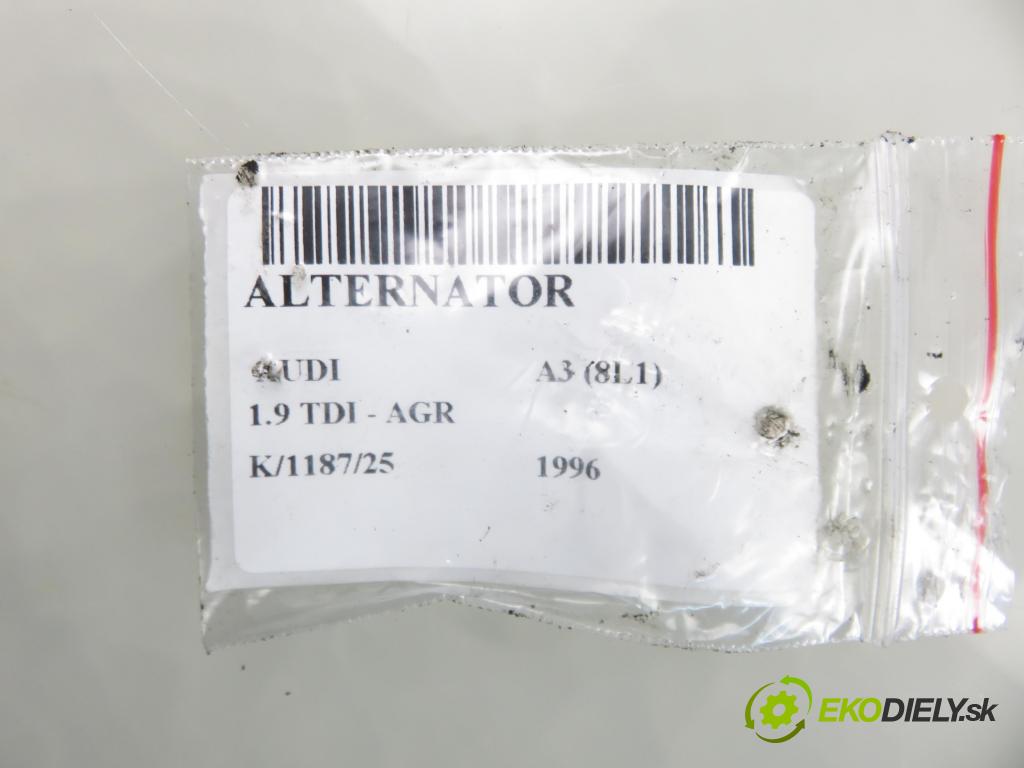 ALTERNATOR
AUDI A3 (8L1)
1.9 TDI - AGR
K/1187/25 1996
EKODIELY.sk